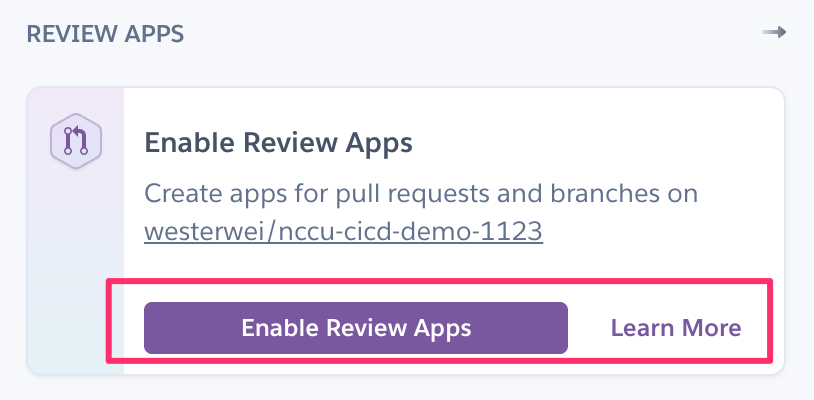 REVIEW APPS
Enable Review Apps
Create apps for pull requests and branches on
westerwei/nccu-cicd-demo-1123
Enable Review Apps Learn More